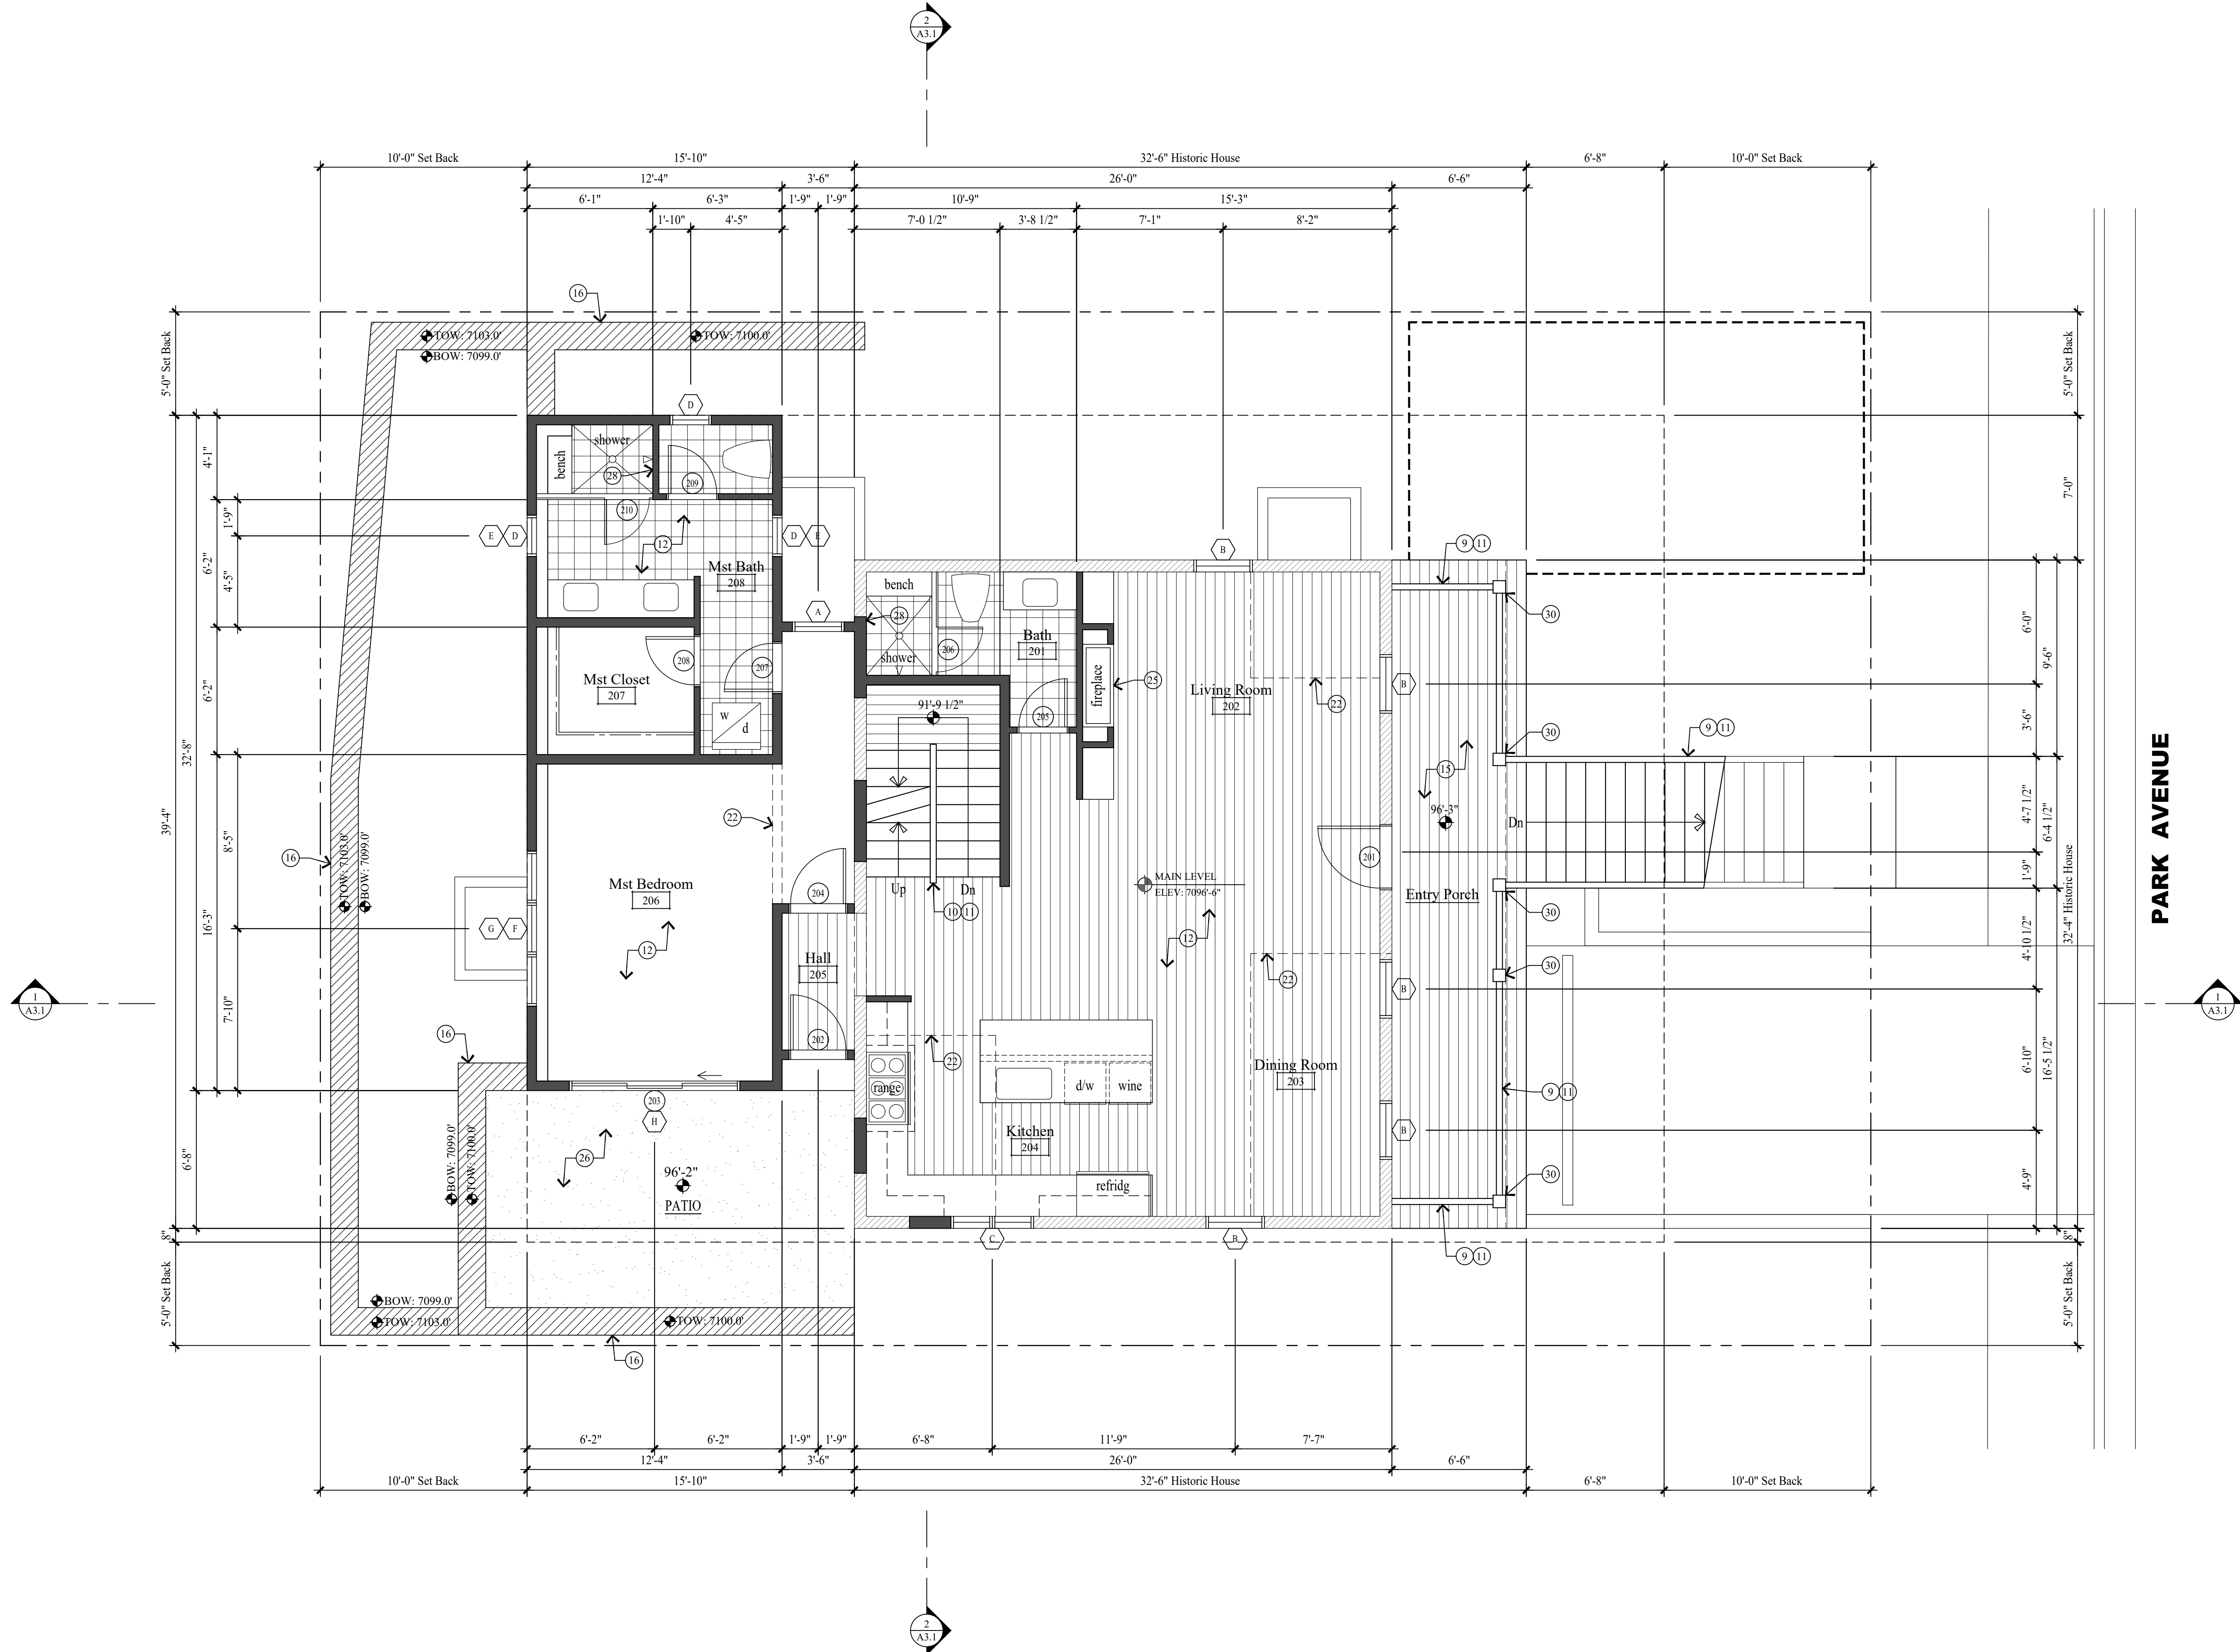 2
A3.1
10'-0" Set Back
15'-10"
32'-6" Historic House
6'-8"
10'-0" Set Back
12'-4"
3'-6"
26'-0"
6'-6"
6'-1"
6'-3"
1'-9"
1'-9"
10'-9"
15'-3"
1'-10"
4'-5"
7'-0 1/2"
3'-8 1/2"
7'-1"
8'-2"
16
TOW: 7103.0'
BOW: 7099.0'
TOW: 7100.0'
5'-0" Set Back
39'-4"
6'-8"
8"
5'-0" Set Back
32'-8"
4'-1"
6'-2"
6'-2"
16'-3"
1'-9"
4'-5"
8'-5"
7'-10"
D
shower
bench
28
209
210
E
D
12
D
E
Mst Bath
208
A
Mst Closet
207
208
207
w
d
22
16
TOW: 7103.0'
BOW: 7099.0'
Mst Bedroom
206
12
G
F
204
Hall
205
202
16
203
H
BOW: 7099.0'
TOW: 7100.0'
26
96'-2"
PATIO
BOW: 7099.0'
TOW: 7103.0'
TOW: 7100.0'
16
bench
28
shower
206
Bath
201
205
fireplace
25
91'-9 1/2"
Up
Dn
10
11
B
Living Room
202
22
MAIN LEVEL
ELEV: 7096'-6"
12
22
22
range
d/w
wine
Kitchen
204
refridg
Dining Room
203
C
B
B
B
B
201
9
11
30
30
9
11
15
96'-3"
Dn
Entry Porch
30
30
9
11
30
9
11
5'-0" Set Back
7'-0"
32'-4" Historic House
8"
5'-0" Set Back
9'-6"
6'-4 1/2"
16'-5 1/2"
6'-0"
3'-6"
4'-7 1/2"
1'-9"
4'-10 1/2"
6'-10"
4'-9"
PARK AVENUE
1
A3.1
1
A3.1
6'-2"
6'-2"
1'-9"
1'-9"
6'-8"
11'-9"
7'-7"
12'-4"
3'-6"
26'-0"
6'-6"
10'-0" Set Back
15'-10"
32'-6" Historic House
6'-8"
10'-0" Set Back
2
A3.1